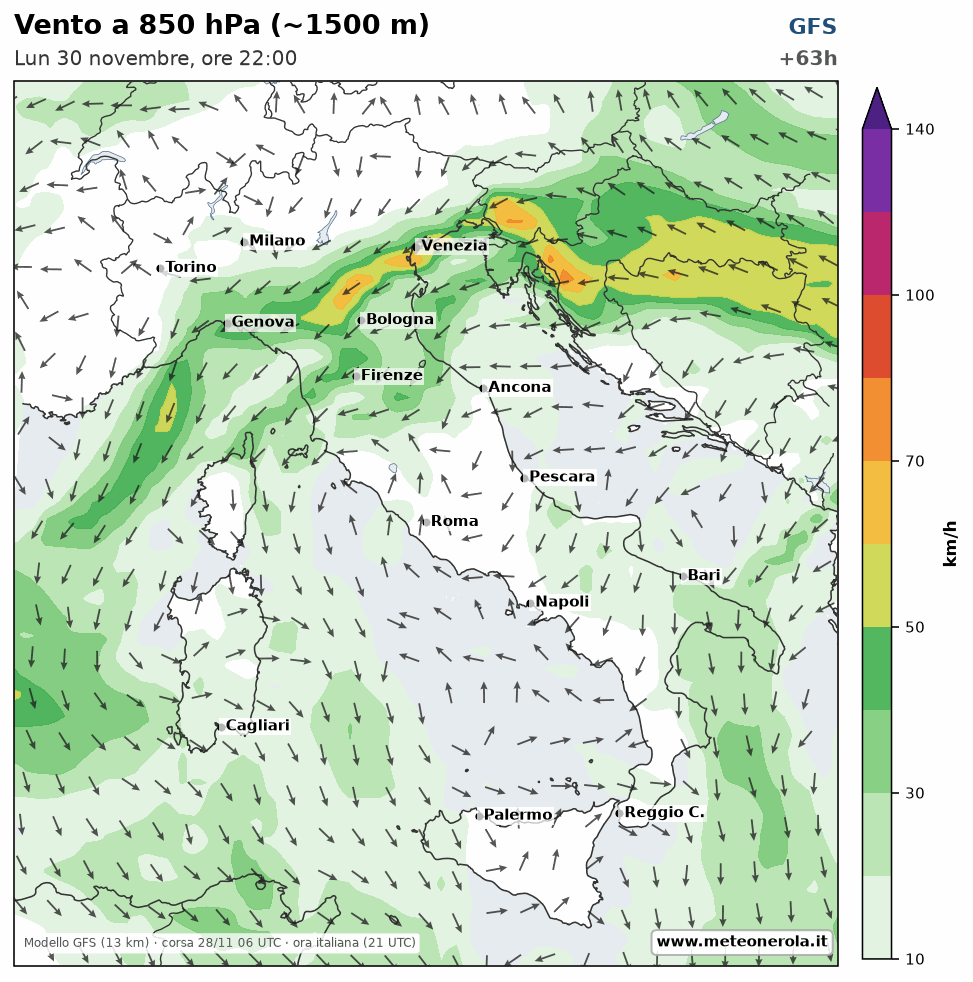 Vento a 850 hPa (~1500 m)
GFS
Lun 30 novembre, ore 22:00
+63h
140
100
70
50
30
10
km/h
Milano
Venezia
Torino
Genova
Bologna
Firenze
Ancona
Pescara
Roma
Bari
Napoli
Cagliari
Palermo
Reggio C.
Modello GFS (13 km) · corsa 28/11 06 UTC · ora italiana (21 UTC)
www.meteonerola.it